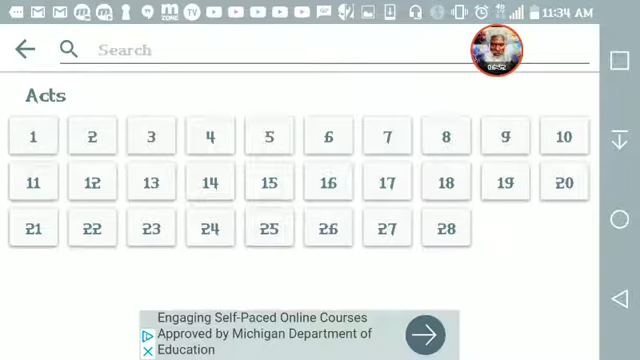 11:34 AM
Search
06:52
Acts
1 2 3 4 5 6 7 8 9 10
11 12 13 14 15 16 17 18 19 20
21 22 23 24 25 26 27 28
Engaging Self-Paced Online Courses
Approved by Michigan Department of
Education